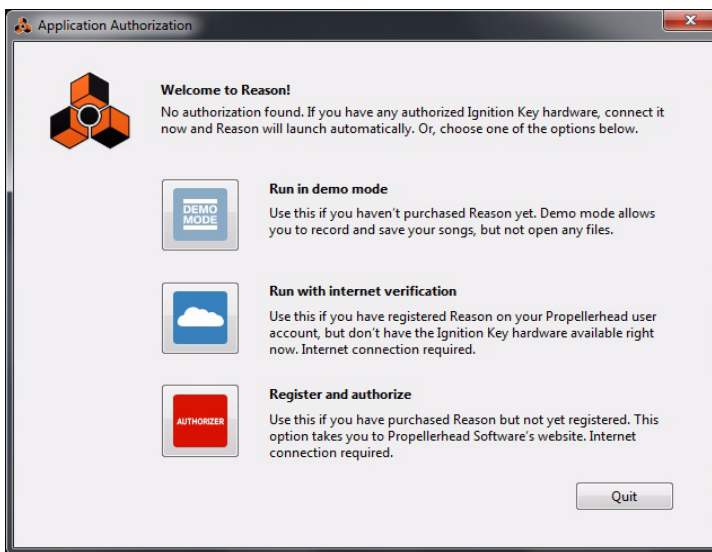 Application Authorization
Welcome to Reason!
No authorization found. If you have any authorized Ignition Key hardware, connect it
now and Reason will launch automatically. Or, choose one of the options below.
DEMO
MODE
Run in demo mode
Use this if you haven't purchased Reason yet. Demo mode allows
you to record and save your songs, but not open any files.
Run with internet verification
Use this if you have registered Reason on your Propellerhead user
account, but don't have the Ignition Key hardware available right
now. Internet connection required.
AUTHORIZER
Register and authorize
Use this if you have purchased Reason but not yet registered. This
option takes you to Propellerhead Software's website. Internet
connection required.
Quit